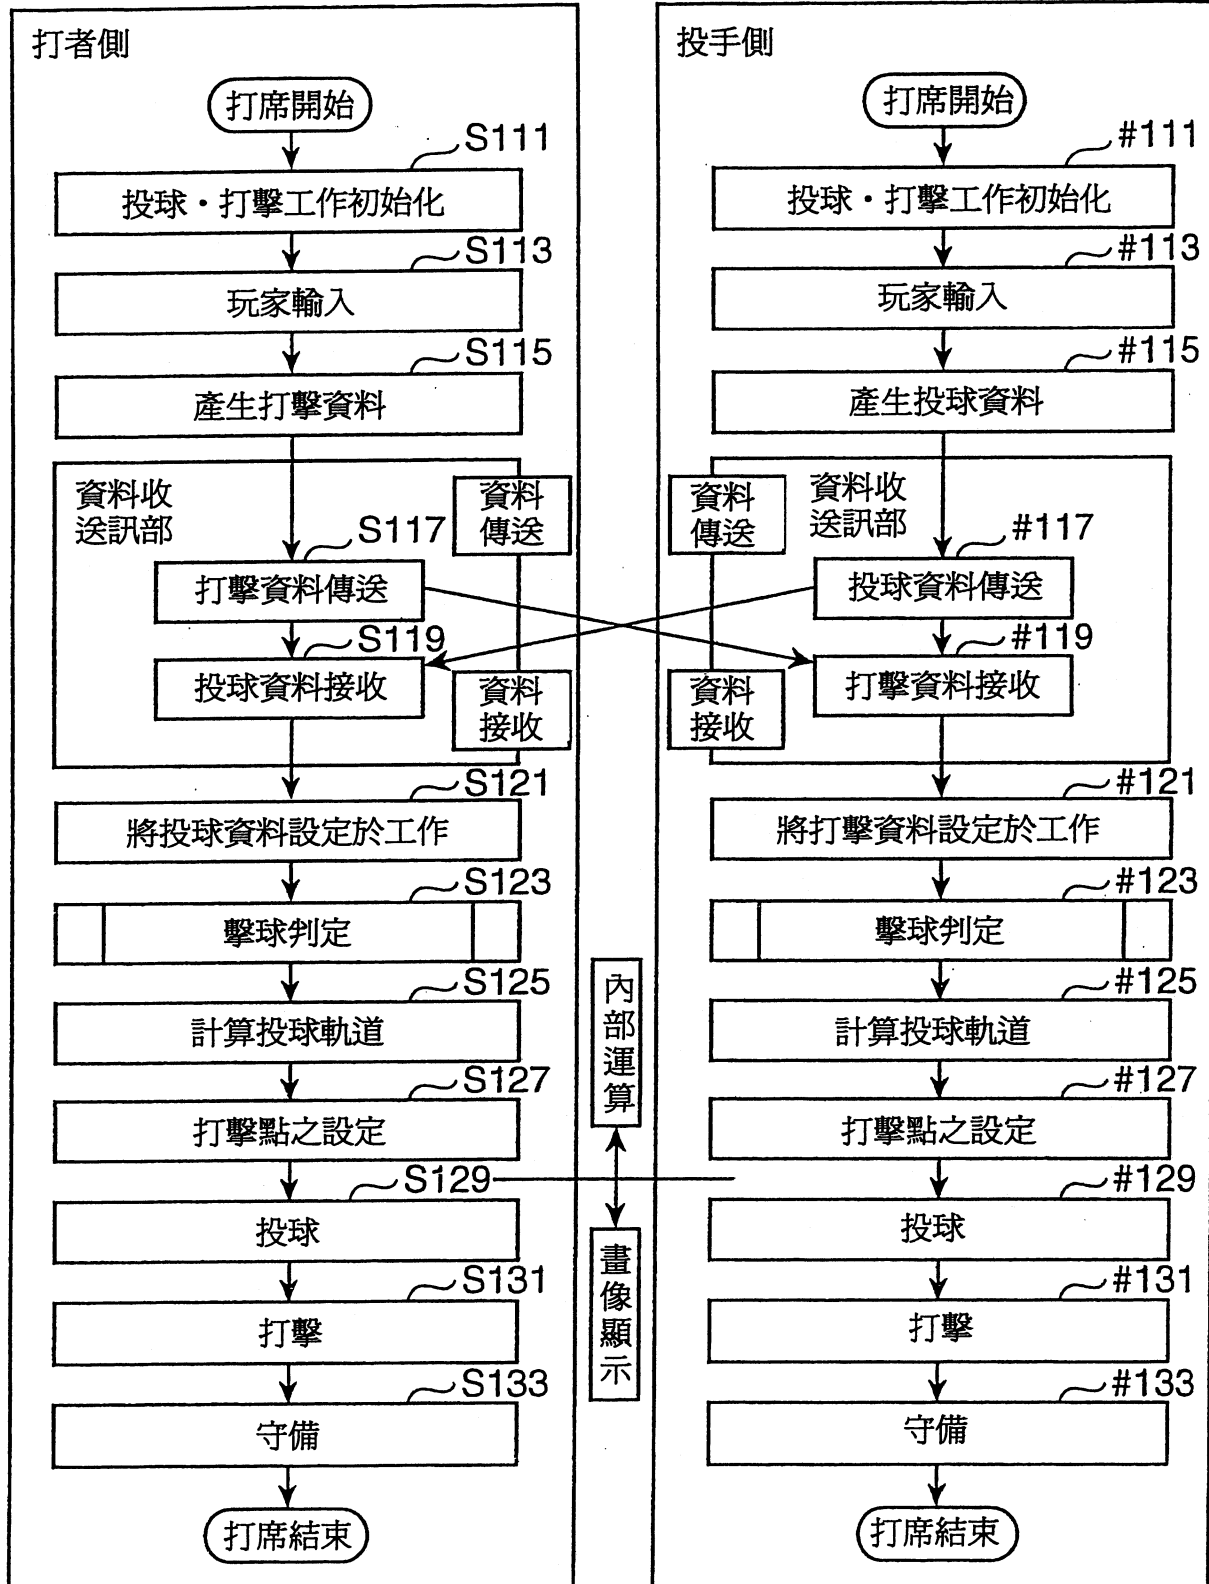 打者側
打席開始
S111
投球・打擊工作初始化
S113
玩家輸入
S115
產生打擊資料
資料收
送訊部
資料
傳送
S117
打擊資料傳送
S119
投球資料接收
資料
接收
S121
將投球資料設定於工作
S123
擊球判定
S125
計算投球軌道
S127
打擊點之設定
S129
投球
S131
打擊
S133
守備
打席結束
內部運算
畫像顯示
投手側
打席開始
#111
投球・打擊工作初始化
#113
玩家輸入
#115
產生投球資料
資料
傳送
資料收
送訊部
#117
投球資料傳送
#119
打擊資料接收
資料
接收
#121
將打擊資料設定於工作
#123
擊球判定
#125
計算投球軌道
#127
打擊點之設定
#129
投球
#131
打擊
#133
守備
打席結束